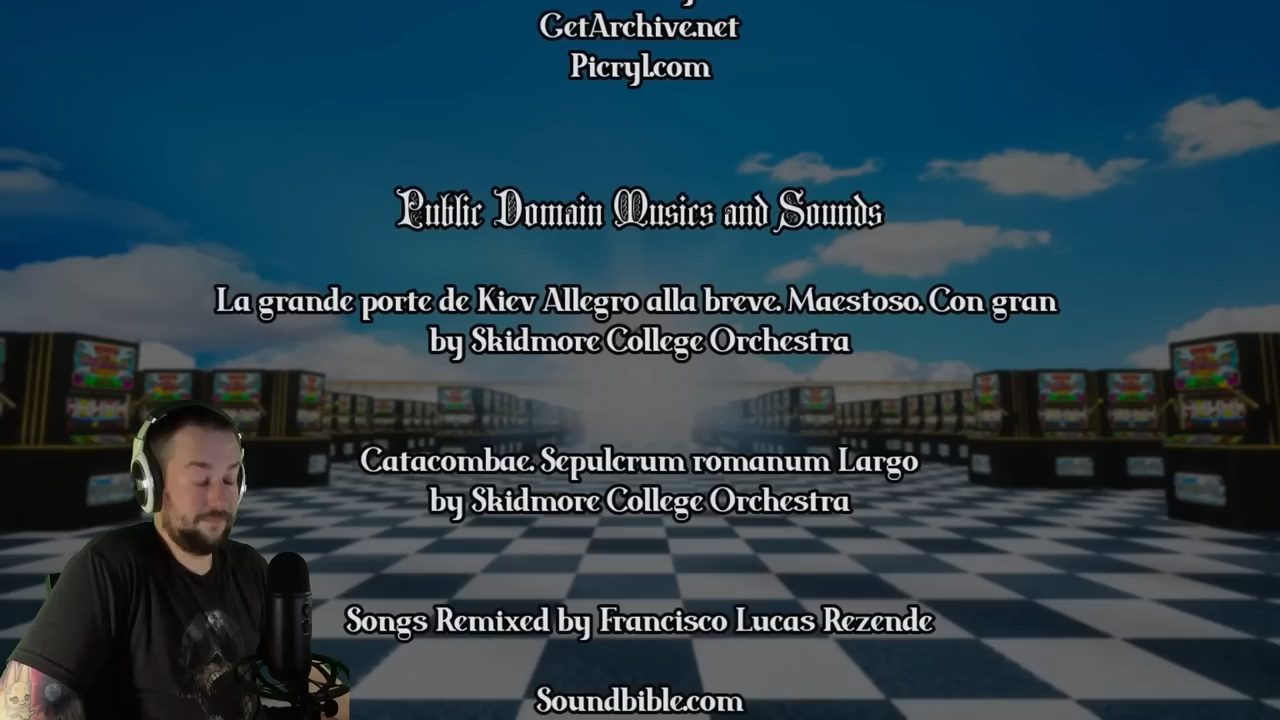 GetArchive.net
Picryl.com
Public Domain Musics and Sounds
La grande porte de Kiev Allegro alla breve. Maestoso. Con gran
by Skidmore College Orchestra
Catacombae. Sepulcrum romanum Largo
by Skidmore College Orchestra
Songs Remixed by Francisco Lucas Rezende
Soundbible.com